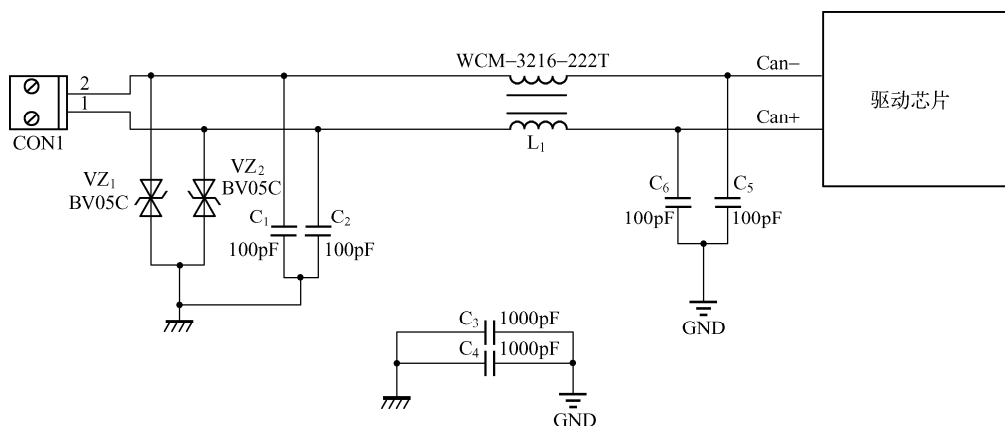 WCM-3216-222T
Can-
2
1
驱动芯片
Can+
CON1
L₁
VZ₁
BV05C
VZ₂
BV05C
C₆
C₅
100pF
100pF
C₁
C₂
100pF
100pF
C₃
1000pF
GND
C₄
1000pF
GND